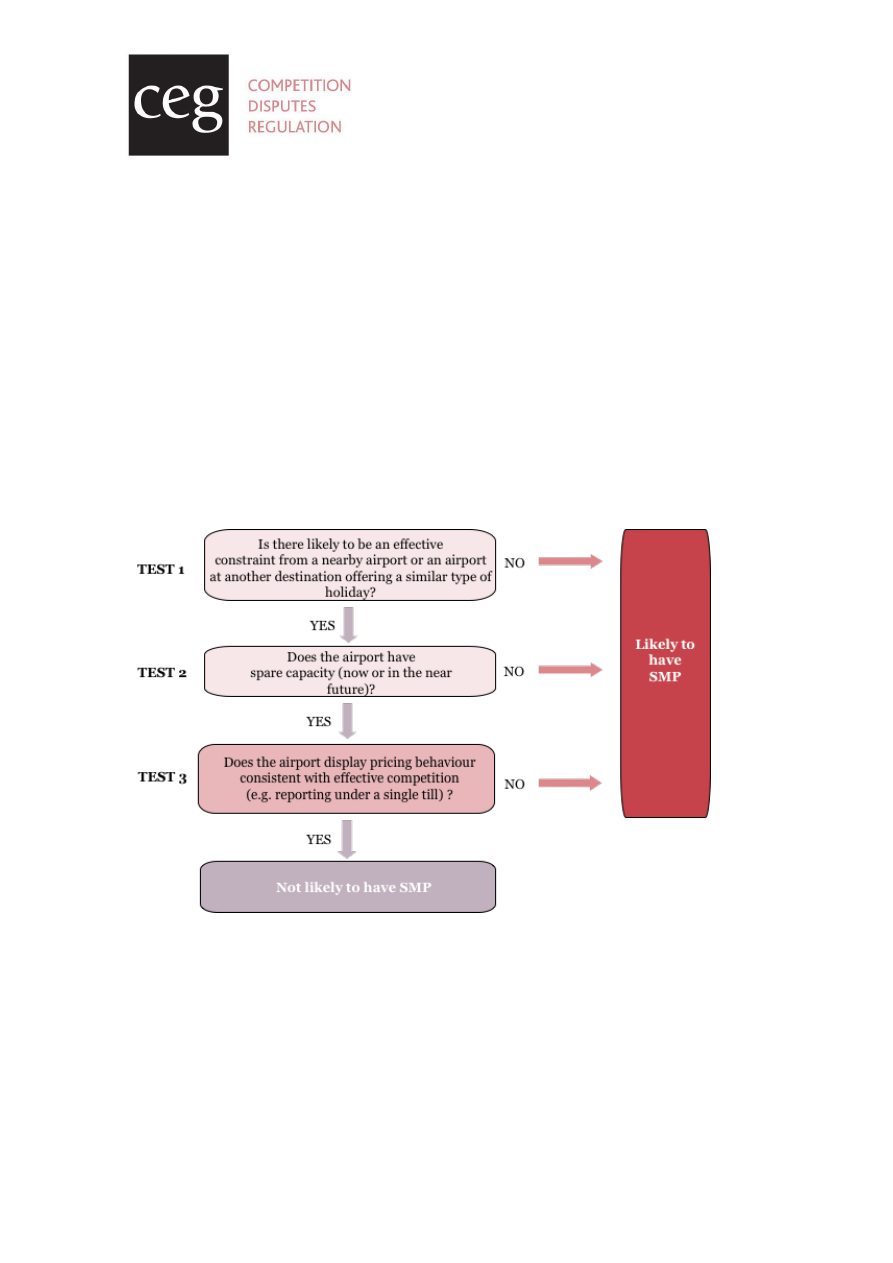 ceg
COMPETITION
DISPUTES
REGULATION
TEST 1
Is there likely to be an effective
constraint from a nearby airport or an airport
at another destination offering a similar type of
holiday?
NO
YES
Likely to
have
SMP
TEST 2
Does the airport have
spare capacity (now or in the near
future)?
NO
YES
TEST 3
Does the airport display pricing behaviour
consistent with effective competition
(e.g. reporting under a single till) ?
NO
YES
Not likely to have SMP